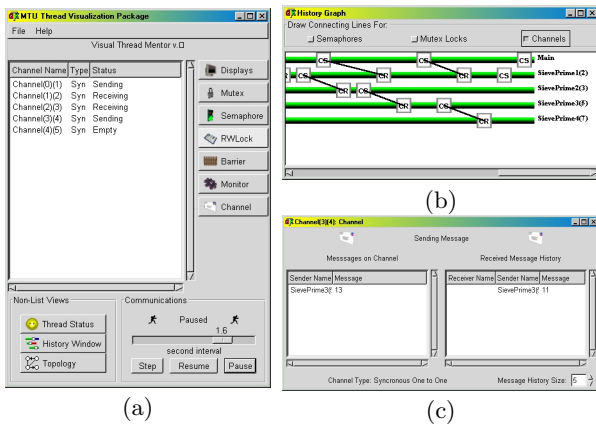 MTU Thread Visualization Package
File Help
Visual Thread Mentor v.
Channel Name Type Status
Channel(0)(1) Syn Sending
Channel(1)(2) Syn Receiving
Channel(2)(3) Syn Receiving
Channel(3)(4) Syn Sending
Channel(4)(5) Syn Empty
Displays
Mutex
Semaphore
RWLock
Barrier
Monitor
Channel
Non-List Views
Thread Status
History Window
Topology
Communications
Paused
1.6
second interval
Step Resume Pause
(a)
History Graph
Draw Connecting Lines For:
Semaphores Mutex Locks Channels
CS CS CS Main
CR CS CR CR CS SievePrime1(2)
CR CS SievePrime2(3)
CR CS SievePrime3(5)
CR SievePrime4(7)
(b)
Channel(3)(4): Channel
Sending Message
Messsages on Channel Received Message History
Sender Name Message Receiver Name Sender Name Message
SievePrime3( 13 SievePrime3( 11
Channel Type: Syncronous One to One Message History Size: 5
(c)